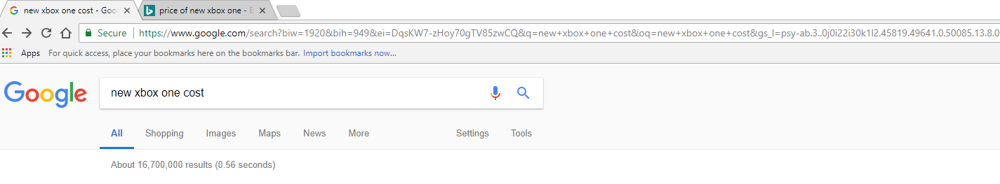 new xbox one cost - Goo
price of new xbox one - B
Secure
https://www.google.com/search?biw=1920&bih=949&ei=DqsKW7-zHoy70gTV85zwCQ&q=new+xbox+one+cost&oq=new+xbox+one+cost&gs_l=psy-ab.3..0j0i22i30k1l2.45819.49641.0.50085.13.8.0
Apps For quick access, place your bookmarks here on the bookmarks bar. Import bookmarks now...
Google
new xbox one cost
All Shopping Images Maps News More Settings Tools
About 16,700,000 results (0.56 seconds)